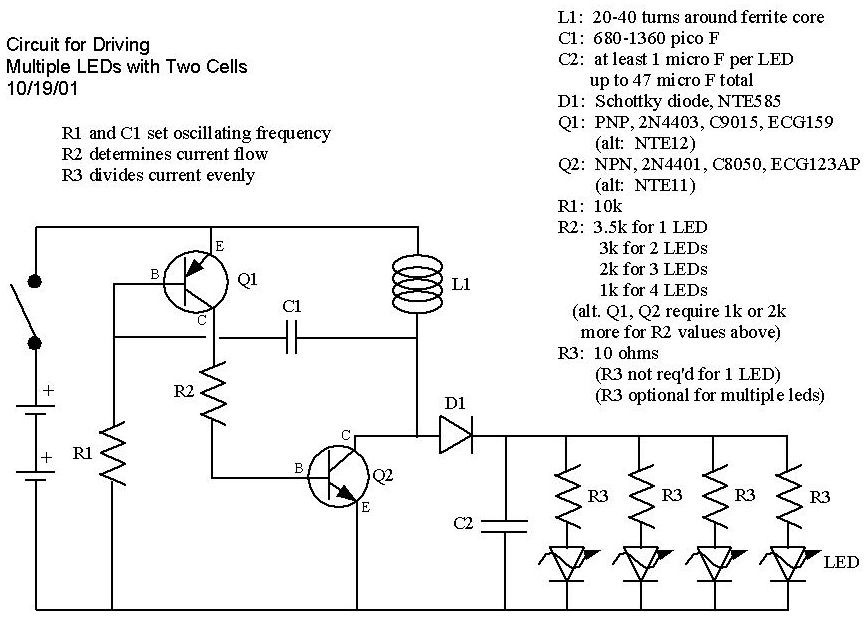 Circuit for Driving
Multiple LEDs with Two Cells
10/19/01
R1 and C1 set oscillating frequency
R2 determines current flow
R3 divides current evenly
L1: 20-40 turns around ferrite core
C1: 680-1360 pico F
C2: at least 1 micro F per LED
up to 47 micro F total
D1: Schottky diode, NTE585
Q1: PNP, 2N4403, C9015, ECG159
(alt: NTE12)
Q2: NPN, 2N4401, C8050, ECG123AP
(alt: NTE11)
R1: 10k
R2: 3.5k for 1 LED
3k for 2 LEDs
2k for 3 LEDs
1k for 4 LEDs
(alt. Q1, Q2 require 1k or 2k
more for R2 values above)
R3: 10 ohms
(R3 not req'd for 1 LED)
(R3 optional for multiple leds)
E
B
Q1
C
C1
L1
R2
+
+
R1
D1
C
B
Q2
E
C2
R3
R3
R3
R3
LED